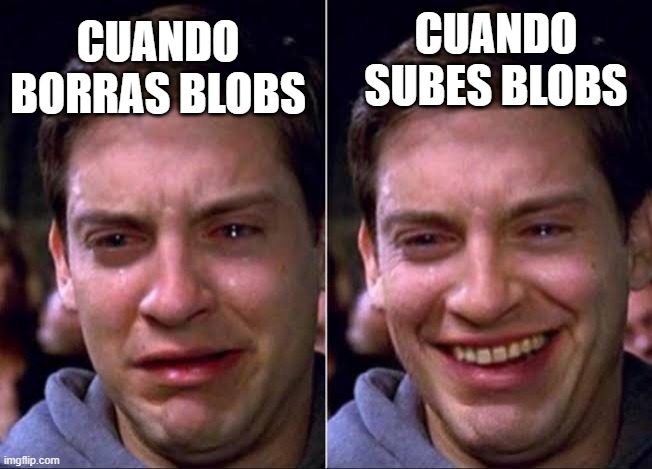 CUANDO
BORRAS BLOBS
CUANDO
SUBES BLOBS
imgflip.com